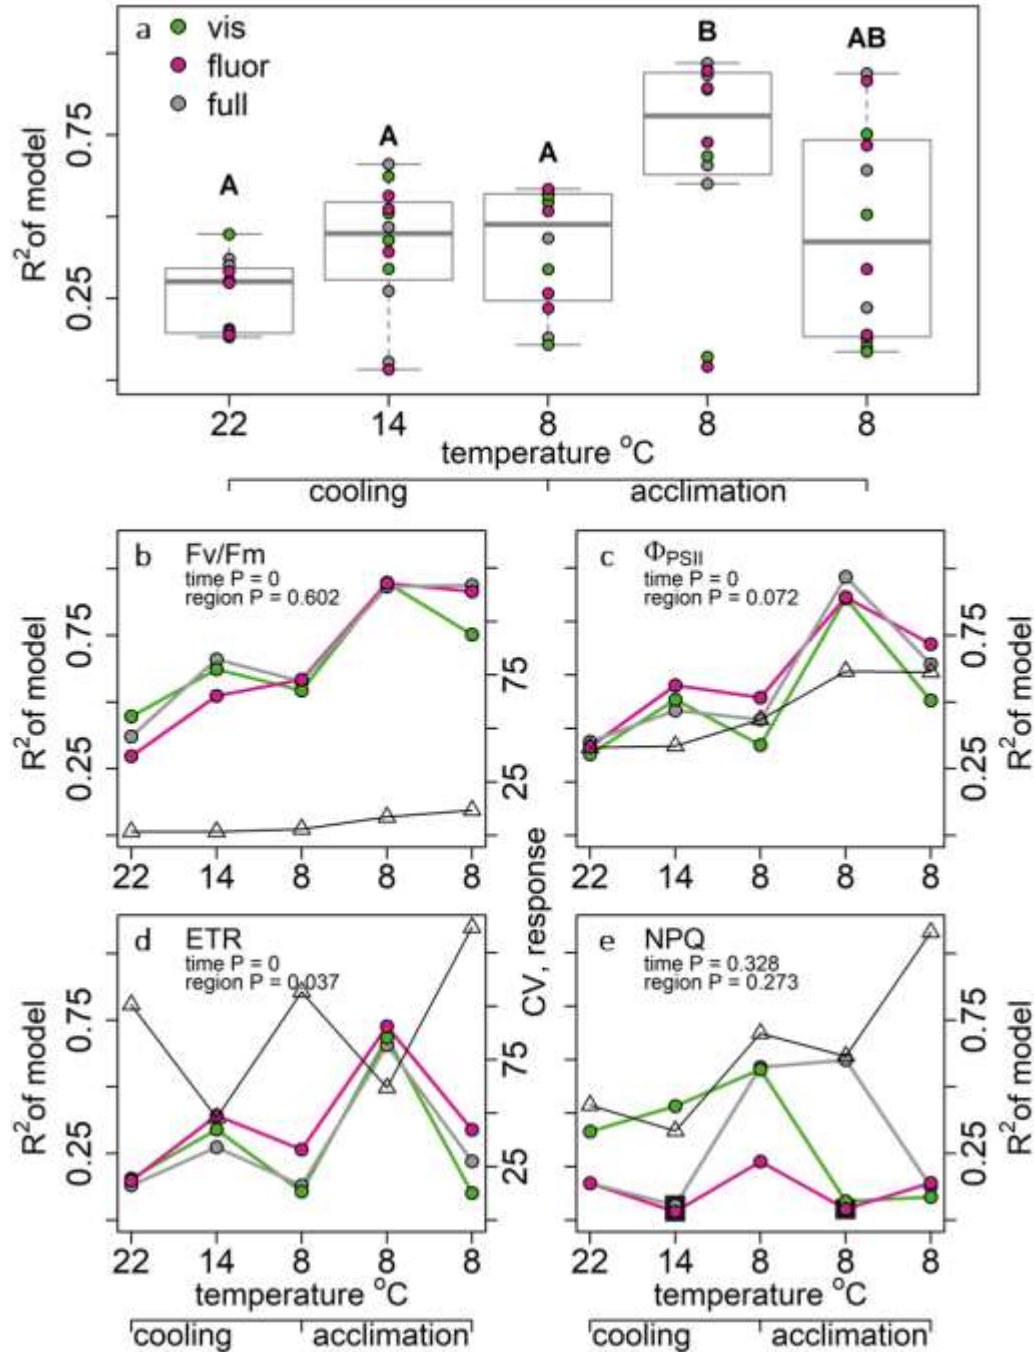 a
vis
fluor
full
A
A
A
B
AB
R²of model
0.25
0.75
22
14
8
8
8
temperature °C
cooling
acclimation
b
Fv/Fm
time P = 0
region P = 0.602
R²of model
0.25
0.75
25
75
22
14
8
8
8
c
ΦPSII
time P = 0
region P = 0.072
0.25
0.75
R²of model
22
14
8
8
8
CV, response
d
ETR
time P = 0
region P = 0.037
R²of model
0.25
0.75
25
75
22
14
8
8
8
temperature °C
cooling
acclimation
e
NPQ
time P = 0.328
region P = 0.273
0.25
0.75
R²of model
22
14
8
8
8
temperature °C
cooling
acclimation